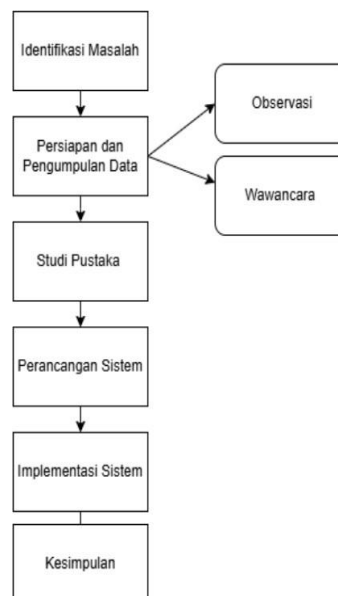 Identifikasi Masalah
Persiapan dan
Pengumpulan Data
Observasi
Wawancara
Studi Pustaka
Perancangan Sistem
Implementasi Sistem
Kesimpulan